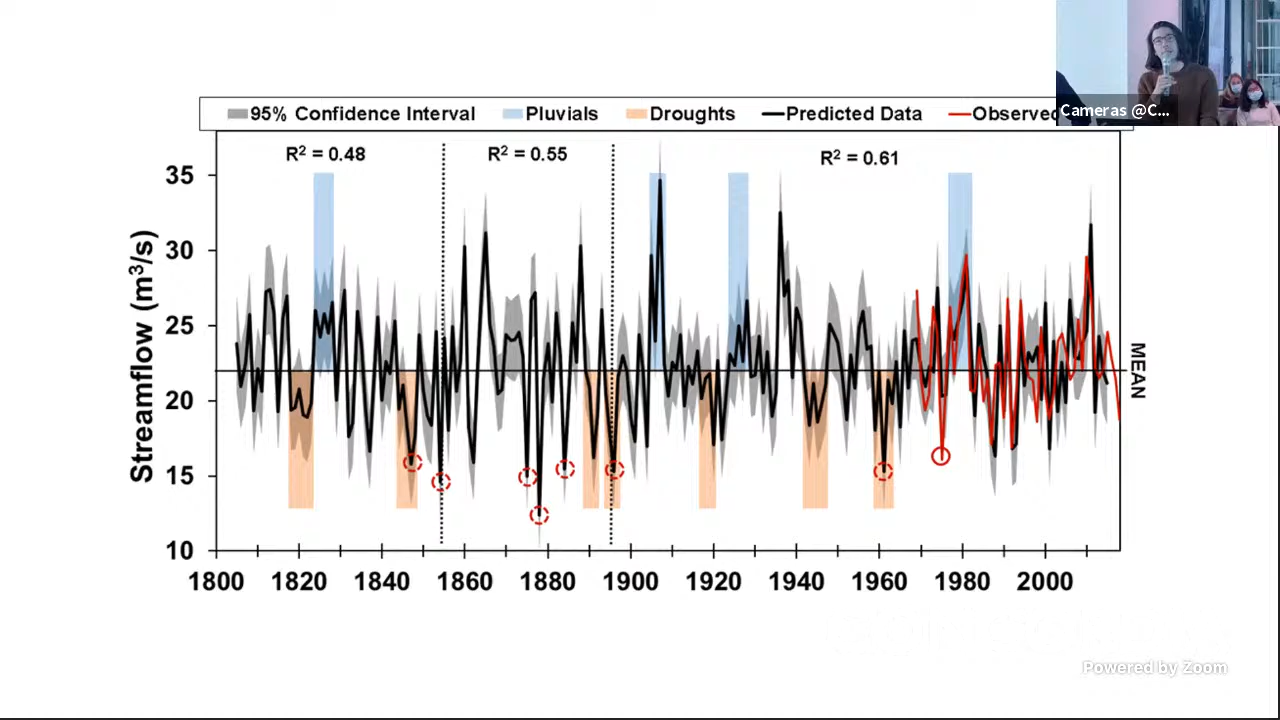 95% Confidence Interval Pluvials Droughts Predicted Data Observed
Cameras @C...
R² = 0.48 R² = 0.55 R² = 0.61
35
30
25
20
15
10
Streamflow (m³/s)
MEAN
1800 1820 1840 1860 1880 1900 1920 1940 1960 1980 2000
Powered by Zoom